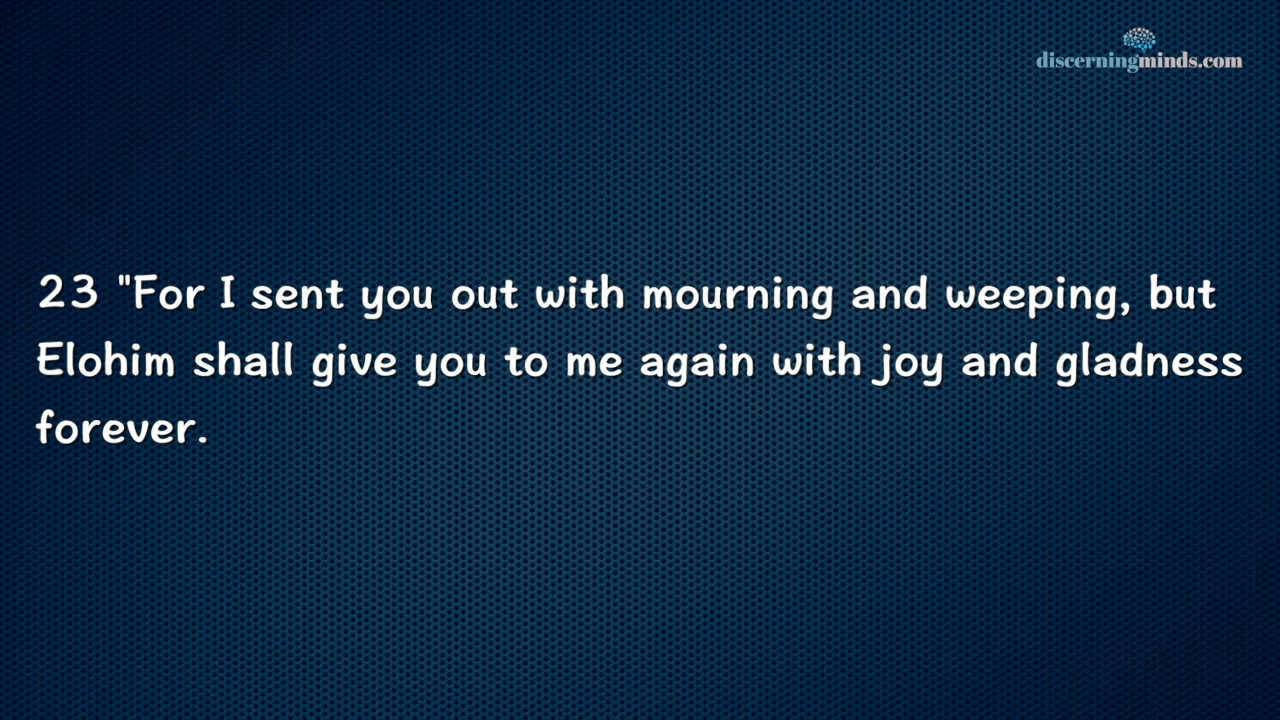 discerningminds.com
23 "For I sent you out with mourning and weeping, but
Elohim shall give you to me again with joy and gladness
forever.